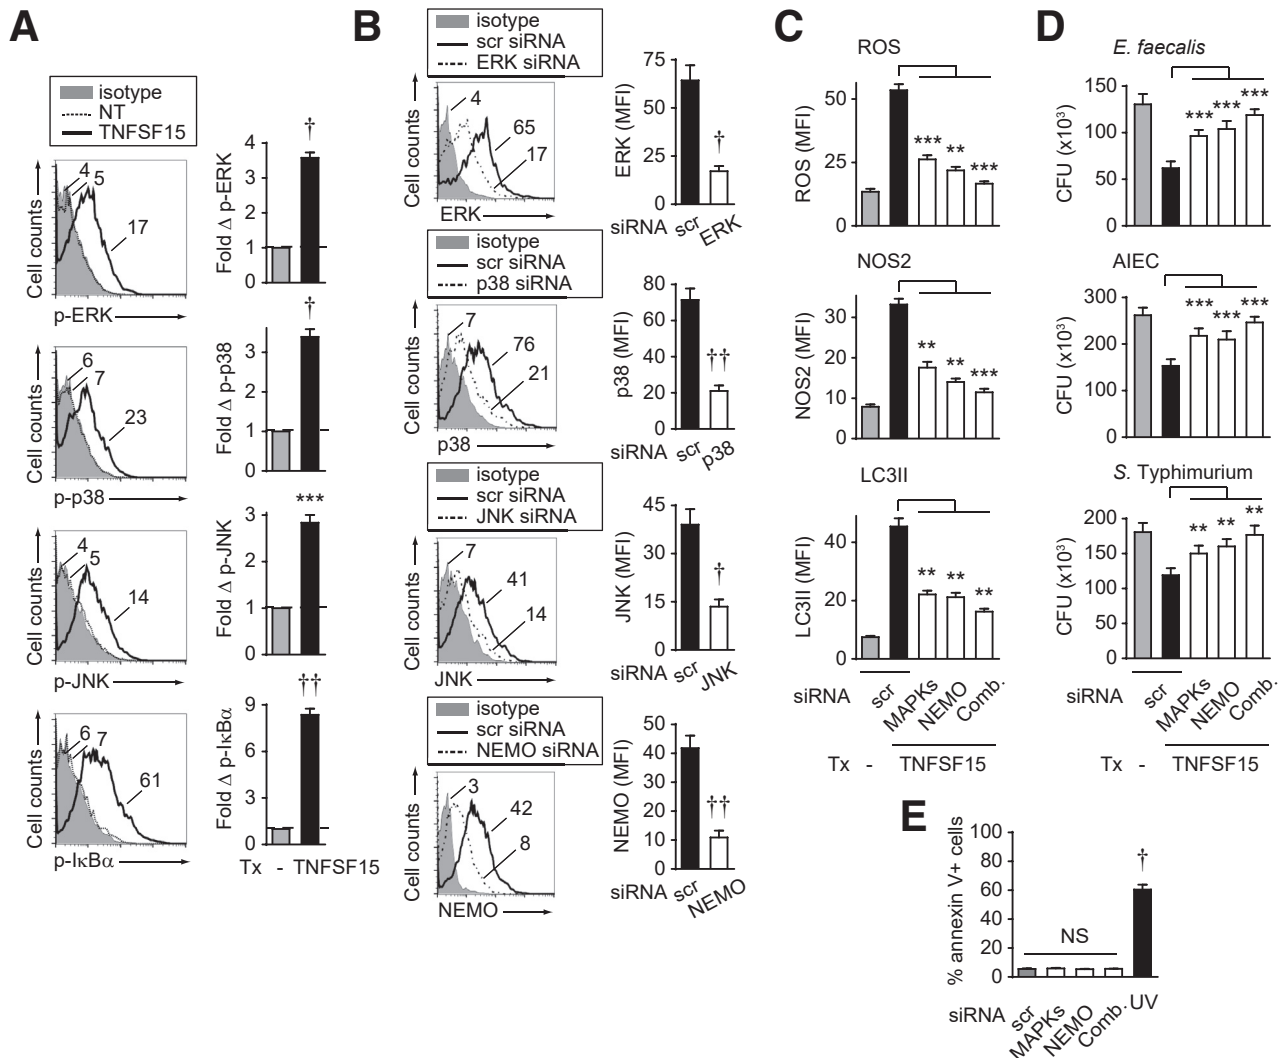 A
isotype
NT
TNFSF15
Cell counts
4
5
17
p-ERK
Fold Δ p-ERK
4
3
2
1
0
†
Cell counts
6
7
23
p-p38
Fold Δ p-p38
3
2
1
0
†
Cell counts
4
5
14
p-JNK
Fold Δ p-JNK
3
2
1
0
***
Cell counts
6
7
61
p-IκBα
Fold Δ p-IκBα
9
6
3
0
††
Tx - TNFSF15
B
isotype
scr siRNA
ERK siRNA
Cell counts
4
65
17
ERK
ERK (MFI)
75
50
25
0
†
siRNA scr ERK
isotype
scr siRNA
p38 siRNA
Cell counts
7
76
21
p38
p38 (MFI)
80
60
40
20
0
††
siRNA scr p38
isotype
scr siRNA
JNK siRNA
Cell counts
7
41
14
JNK
JNK (MFI)
45
30
15
0
†
siRNA scr JNK
isotype
scr siRNA
NEMO siRNA
Cell counts
3
42
8
NEMO
NEMO (MFI)
50
40
30
20
10
0
††
siRNA scr NEMO
C
ROS
ROS (MFI)
50
25
0
*** ** ***
NOS2
NOS2 (MFI)
30
20
10
0
** ** ***
LC3II
LC3II (MFI)
40
20
0
** ** **
siRNA scr MAPKs NEMO Comb.
Tx - TNFSF15
D
E. faecalis
CFU (x10³)
150
100
50
0
*** *** ***
AIEC
CFU (x10³)
300
200
100
0
*** *** ***
S. Typhimurium
CFU (x10³)
200
150
100
50
0
** ** **
siRNA scr MAPKs NEMO Comb.
Tx - TNFSF15
E
% annexin V+ cells
100
80
60
40
20
0
NS
†
siRNA scr MAPKs NEMO Comb. UV